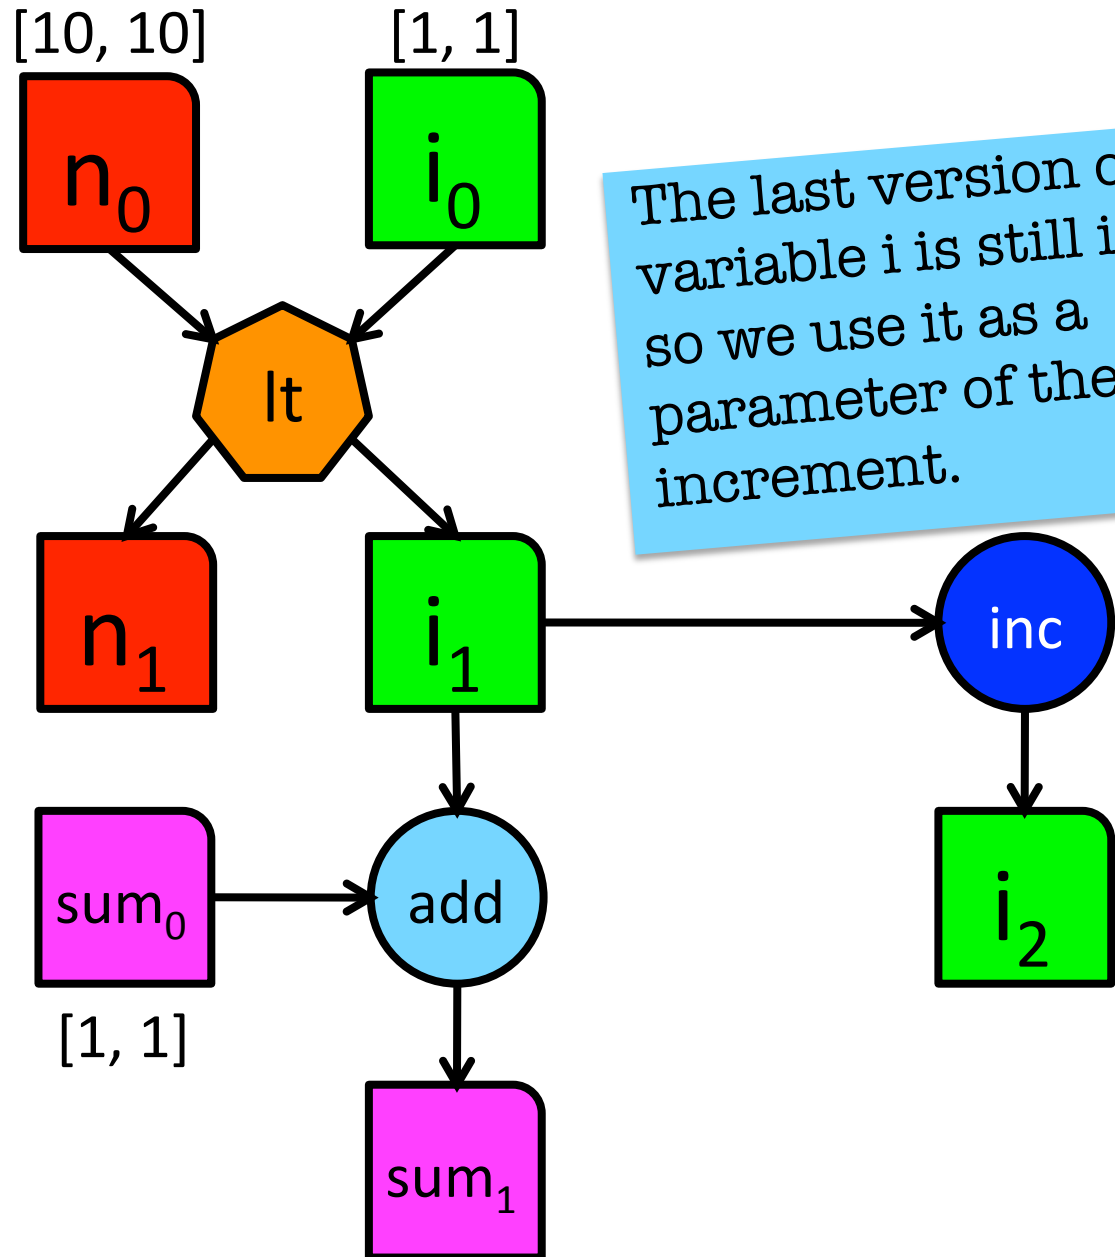 [10, 10] [1, 1]
n0 i0
The last version
variable i is still
so we use it as a
parameter of the
increment.
lt
n1 i1 inc
sum0 add i2
[1, 1]
sum1